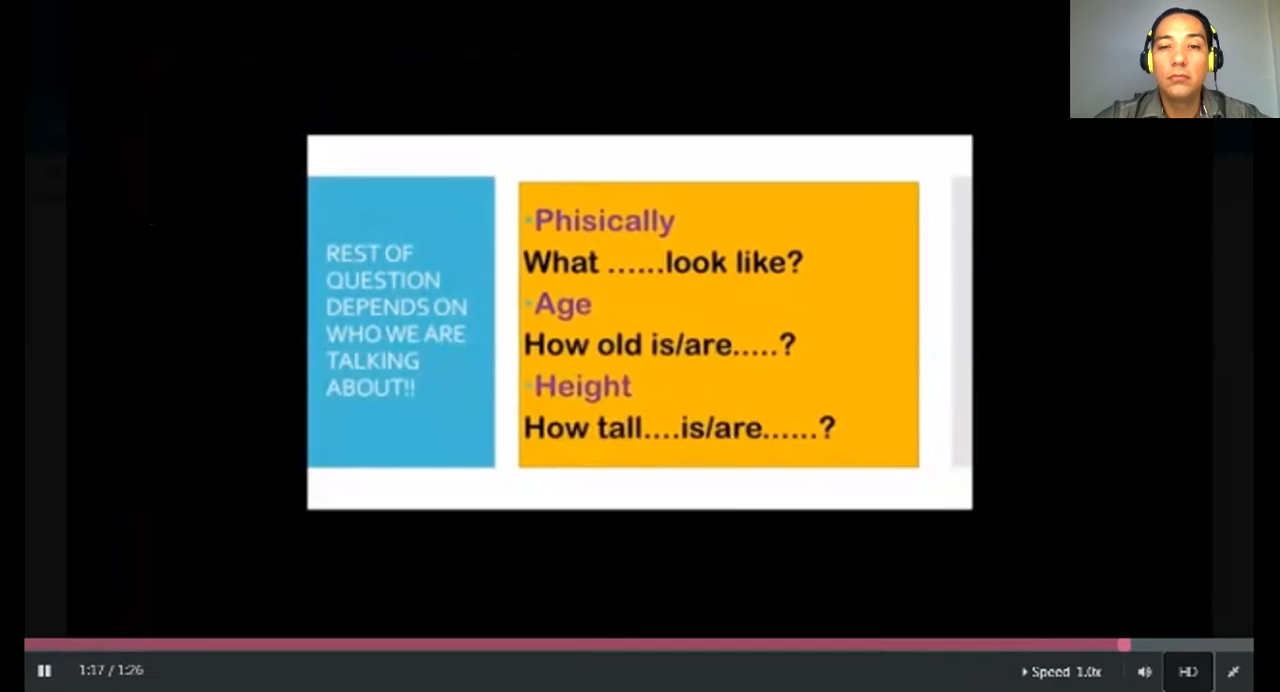 REST OF
QUESTION
DEPENDS ON
WHO WE ARE
TALKING
ABOUT!!
Phisically
What ......look like?
Age
How old is/are.....?
Height
How tall....is/are......?
1:17 / 1:26
Speed 1.0x
HD